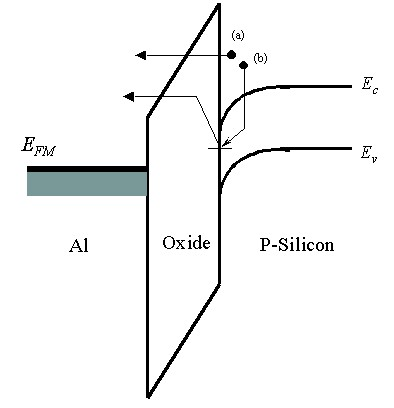 (a)
(b)
Ec
EFM
Ev
Al
Oxide
P-Silicon